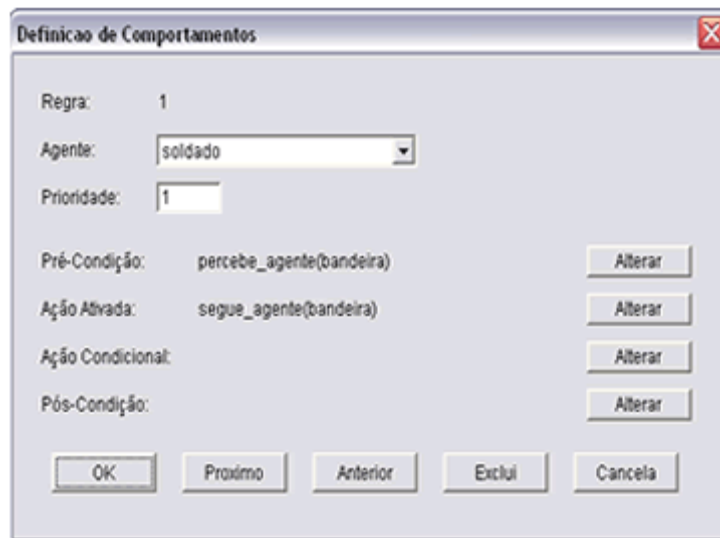 Definicao de Comportamentos
Regra: 1
Agente: soldado
Prioridade: 1
Pré-Condição: percebe_agente(bandeira) Alterar
Ação Ativada: segue_agente(bandeira) Alterar
Ação Condicional: Alterar
Pós-Condição: Alterar
OK Proximo Anterior Exclui Cancela